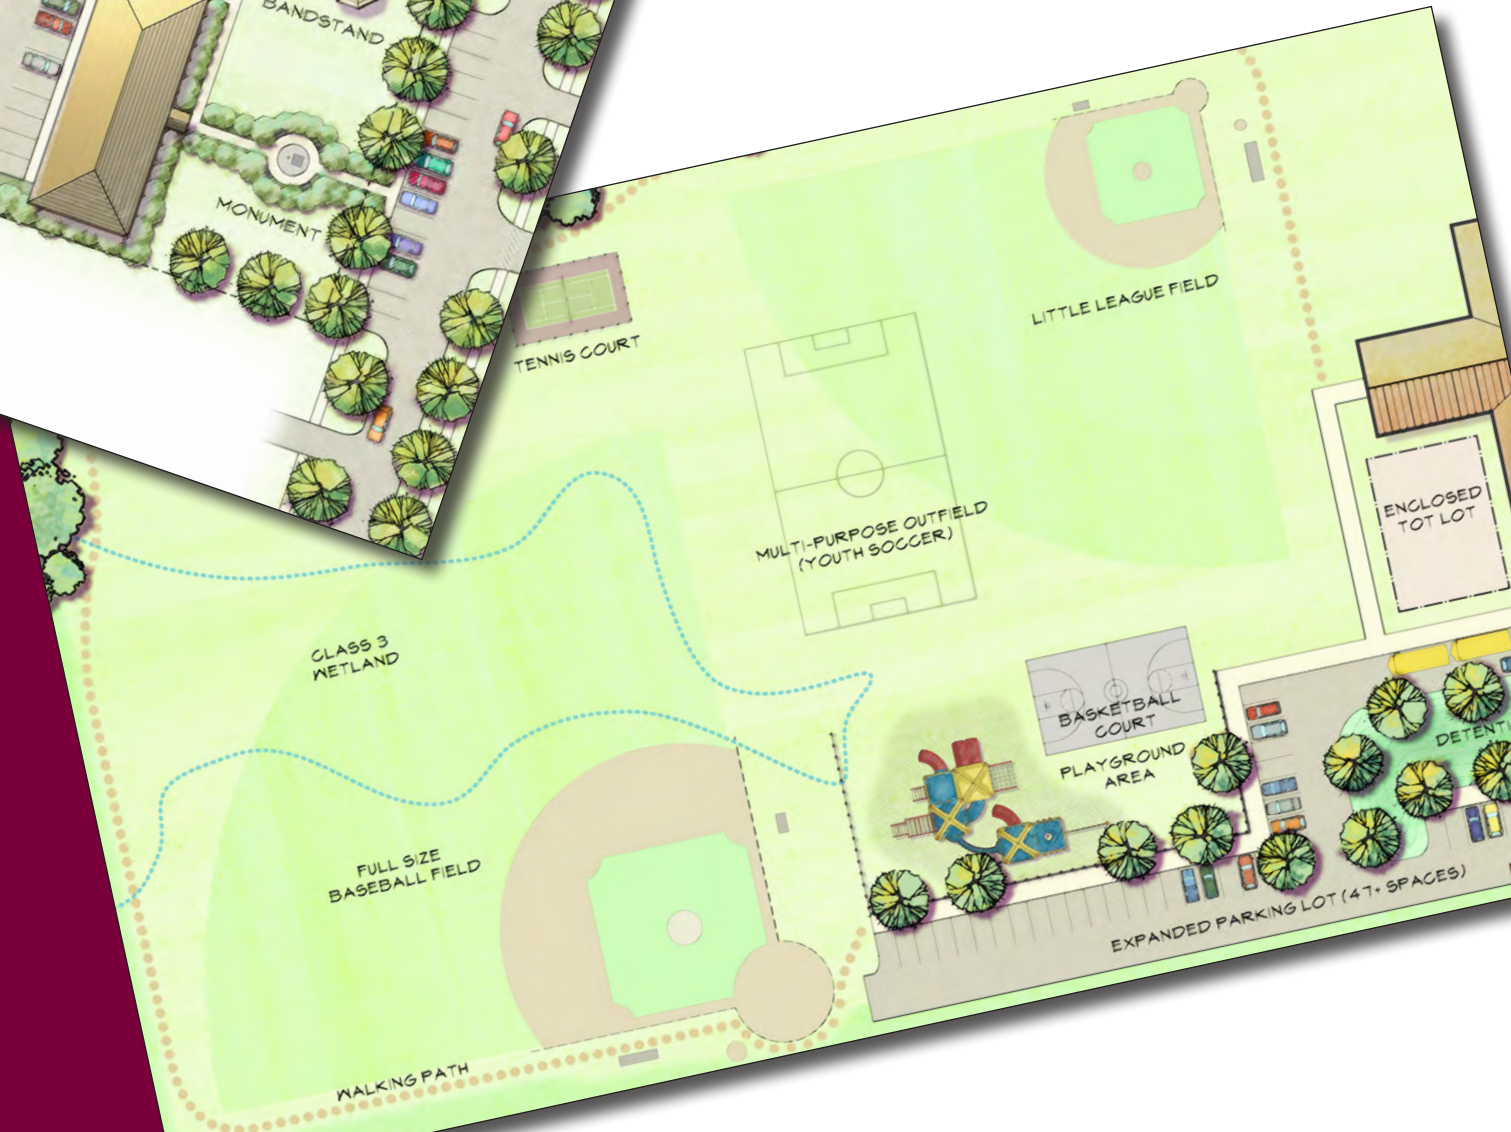 BANDSTAND
MONUMENT
TENNIS COURT
LITTLE LEAGUE FIELD
MULTI-PURPOSE OUTFIELD
(YOUTH SOCCER)
ENCLOSED
TOT LOT
CLASS 3
WETLAND
BASKETBALL
COURT
PLAYGROUND
AREA
FULL SIZE
BASEBALL FIELD
EXPANDED PARKING LOT (47+ SPACES)
WALKING PATH